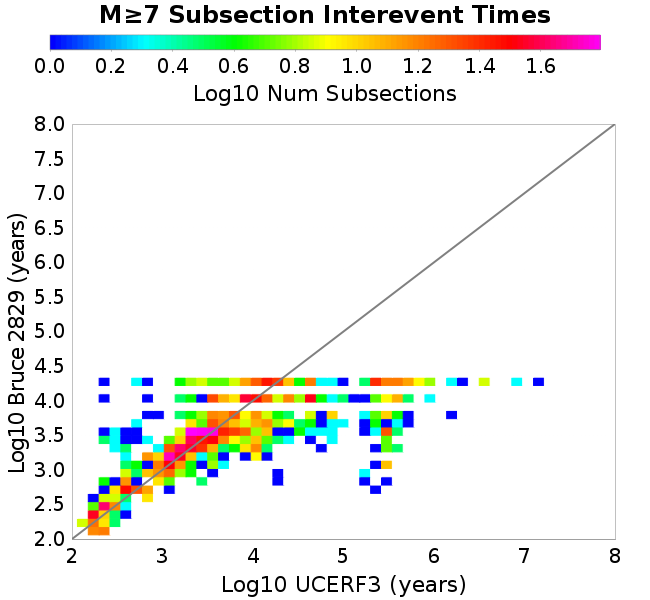 M≥7 Subsection Interevent Times
0.0 0.2 0.4 0.6 0.8 1.0 1.2 1.4 1.6
Log10 Num Subsections
Log10 Bruce 2829 (years)
8.0
7.5
7.0
6.5
6.0
5.5
5.0
4.5
4.0
3.5
3.0
2.5
2.0
2 3 4 5 6 7 8
Log10 UCERF3 (years)